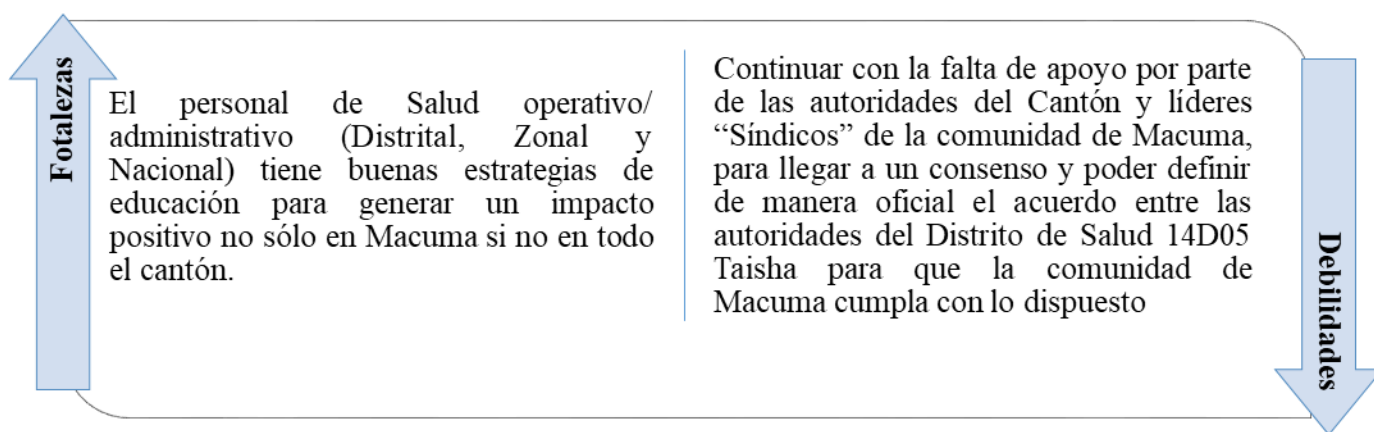 Fotalezas
El personal de Salud operativo/
administrativo (Distrital, Zonal y
Nacional) tiene buenas estrategias de
educación para generar un impacto
positivo no sólo en Macuma si no en todo
el cantón.
Continuar con la falta de apoyo por parte
de las autoridades del Cantón y líderes
“Síndicos” de la comunidad de Macuma,
para llegar a un consenso y poder definir
de manera oficial el acuerdo entre las
autoridades del Distrito de Salud 14D05
Taisha para que la comunidad de
Macuma cumpla con lo dispuesto
Debilidades